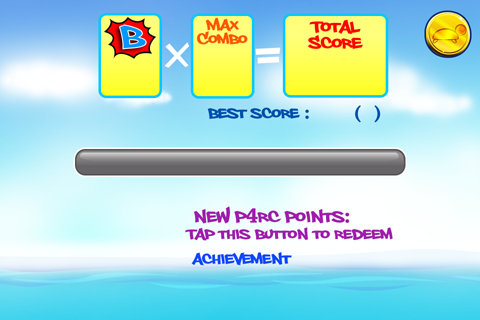 B × MAX COMBO = TOTAL SCORE
BEST SCORE : ( )
NEW P4RC POINTS:
TAP THIS BUTTON TO REDEEM
ACHIEVEMENT